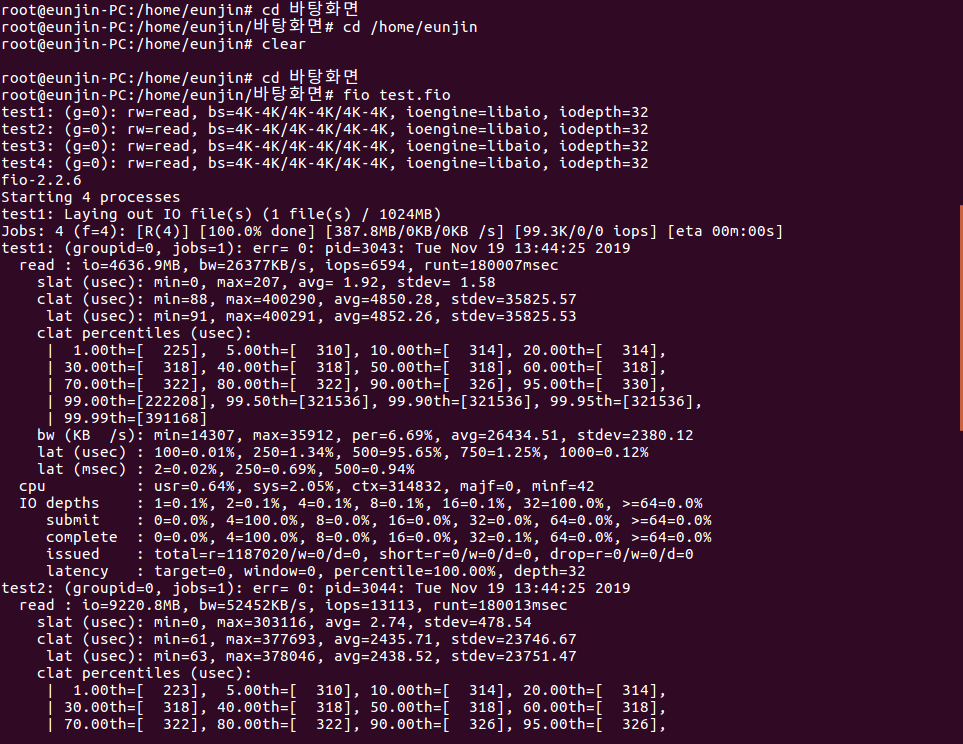 root@eunjin-PC:/home/eunjin# cd 바탕화면
root@eunjin-PC:/home/eunjin/바탕화면# cd /home/eunjin
root@eunjin-PC:/home/eunjin# clear
root@eunjin-PC:/home/eunjin# cd 바탕화면
root@eunjin-PC:/home/eunjin/바탕화면# fio test.fio
test1: (g=0): rw=read, bs=4K-4K/4K-4K/4K-4K, ioengine=libaio, iodepth=32
test2: (g=0): rw=read, bs=4K-4K/4K-4K/4K-4K, ioengine=libaio, iodepth=32
test3: (g=0): rw=read, bs=4K-4K/4K-4K/4K-4K, ioengine=libaio, iodepth=32
test4: (g=0): rw=read, bs=4K-4K/4K-4K/4K-4K, ioengine=libaio, iodepth=32
fio-2.2.6
Starting 4 processes
test1: Laying out IO file(s) (1 file(s) / 1024MB)
Jobs: 4 (f=4): [R(4)] [100.0% done] [387.8MB/0KB/0KB /s] [99.3K/0/0 iops] [eta 00m:00s]
test1: (groupid=0, jobs=1): err= 0: pid=3043: Tue Nov 19 13:44:25 2019
  read : io=4636.9MB, bw=26377KB/s, iops=6594, runt=180007msec
    slat (usec): min=0, max=207, avg= 1.92, stdev= 1.58
    clat (usec): min=88, max=400290, avg=4850.28, stdev=35825.57
     lat (usec): min=91, max=400291, avg=4852.26, stdev=35825.53
    clat percentiles (usec):
     |  1.00th=[  225],  5.00th=[  310], 10.00th=[  314], 20.00th=[  314],
     | 30.00th=[  318], 40.00th=[  318], 50.00th=[  318], 60.00th=[  318],
     | 70.00th=[  322], 80.00th=[  322], 90.00th=[  326], 95.00th=[  330],
     | 99.00th=[222208], 99.50th=[321536], 99.90th=[321536], 99.95th=[321536],
     | 99.99th=[391168]
    bw (KB  /s): min=14307, max=35912, per=6.69%, avg=26434.51, stdev=2380.12
    lat (usec) : 100=0.01%, 250=1.34%, 500=95.65%, 750=1.25%, 1000=0.12%
    lat (msec) : 2=0.02%, 250=0.69%, 500=0.94%
  cpu          : usr=0.64%, sys=2.05%, ctx=314832, majf=0, minf=42
  IO depths    : 1=0.1%, 2=0.1%, 4=0.1%, 8=0.1%, 16=0.1%, 32=100.0%, >=64=0.0%
     submit    : 0=0.0%, 4=100.0%, 8=0.0%, 16=0.0%, 32=0.0%, 64=0.0%, >=64=0.0%
     complete  : 0=0.0%, 4=100.0%, 8=0.0%, 16=0.0%, 32=0.1%, 64=0.0%, >=64=0.0%
     issued    : total=r=1187020/w=0/d=0, short=r=0/w=0/d=0, drop=r=0/w=0/d=0
     latency   : target=0, window=0, percentile=100.00%, depth=32
test2: (groupid=0, jobs=1): err= 0: pid=3044: Tue Nov 19 13:44:25 2019
  read : io=9220.8MB, bw=52452KB/s, iops=13113, runt=180013msec
    slat (usec): min=0, max=303116, avg= 2.74, stdev=478.54
    clat (usec): min=61, max=377693, avg=2435.71, stdev=23746.67
     lat (usec): min=63, max=378046, avg=2438.52, stdev=23751.47
    clat percentiles (usec):
     |  1.00th=[  223],  5.00th=[  310], 10.00th=[  314], 20.00th=[  314],
     | 30.00th=[  318], 40.00th=[  318], 50.00th=[  318], 60.00th=[  318],
     | 70.00th=[  322], 80.00th=[  322], 90.00th=[  326], 95.00th=[  326],